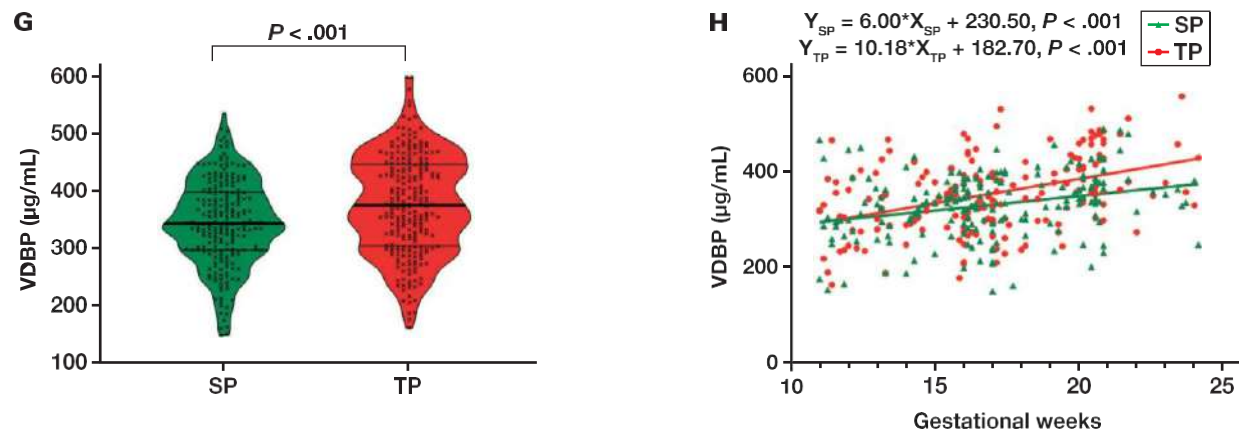 G
P < .001
VDBP (µg/mL)
600
500
400
300
200
100
SP
TP
H
Y_SP = 6.00*X_SP + 230.50, P < .001
Y_TP = 10.18*X_TP + 182.70, P < .001
SP
TP
VDBP (µg/mL)
600
400
200
0
10
15
20
25
Gestational weeks